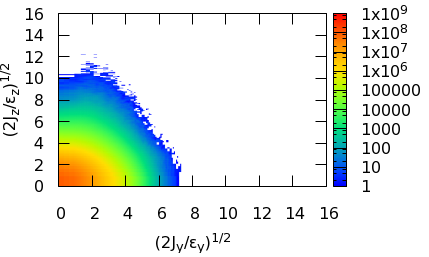 16
14
12
10
8
6
4
2
0
(2J_z/ε_z)^{1/2}
0 2 4 6 8 10 12 14 16
(2J_y/ε_y)^{1/2}
1x10^9
1x10^8
1x10^7
1x10^6
100000
10000
1000
100
10
1